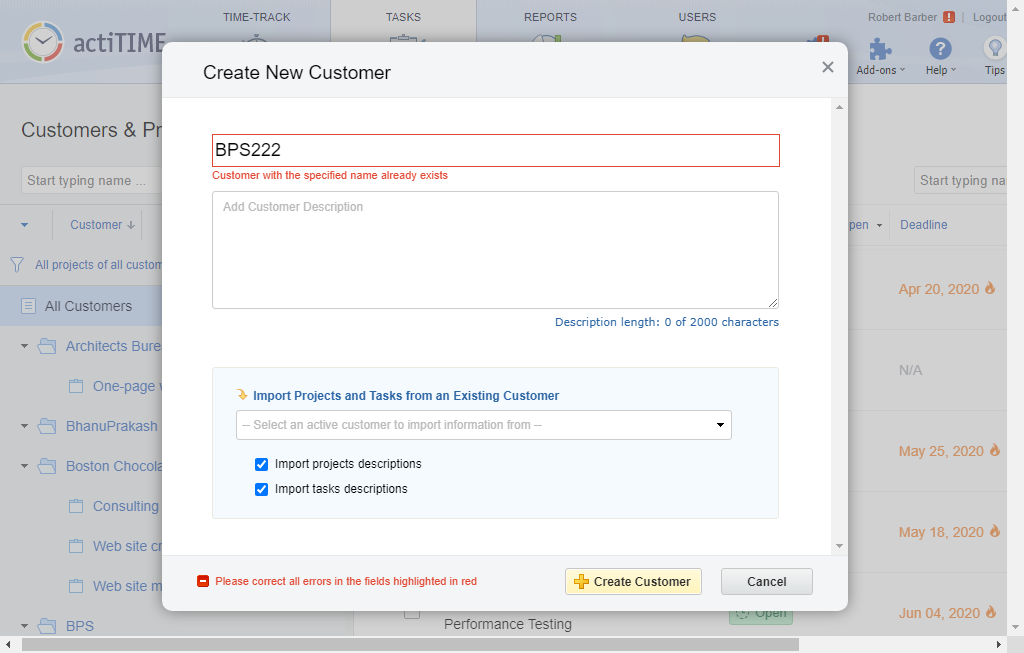 TIME-TRACK
TASKS
REPORTS
USERS
Robert Barber
Logout
actiTIME
Add-ons
Help
Tips
Create New Customer
Customers & Pr
BPS222
Customer with the specified name already exists
Start typing name ...
Start typing na
Add Customer Description
Customer
pen
Deadline
All projects of all custom
All Customers
Apr 20, 2020
Description length: 0 of 2000 characters
Architects Bure
N/A
One-page w
Import Projects and Tasks from an Existing Customer
BhanuPrakash
-- Select an active customer to import information from --
Boston Chocola
May 25, 2020
Import projects descriptions
Import tasks descriptions
Consulting
Web site cr
May 18, 2020
Web site m
Please correct all errors in the fields highlighted in red
Create Customer
Cancel
BPS
Performance Testing
Open
Jun 04, 2020